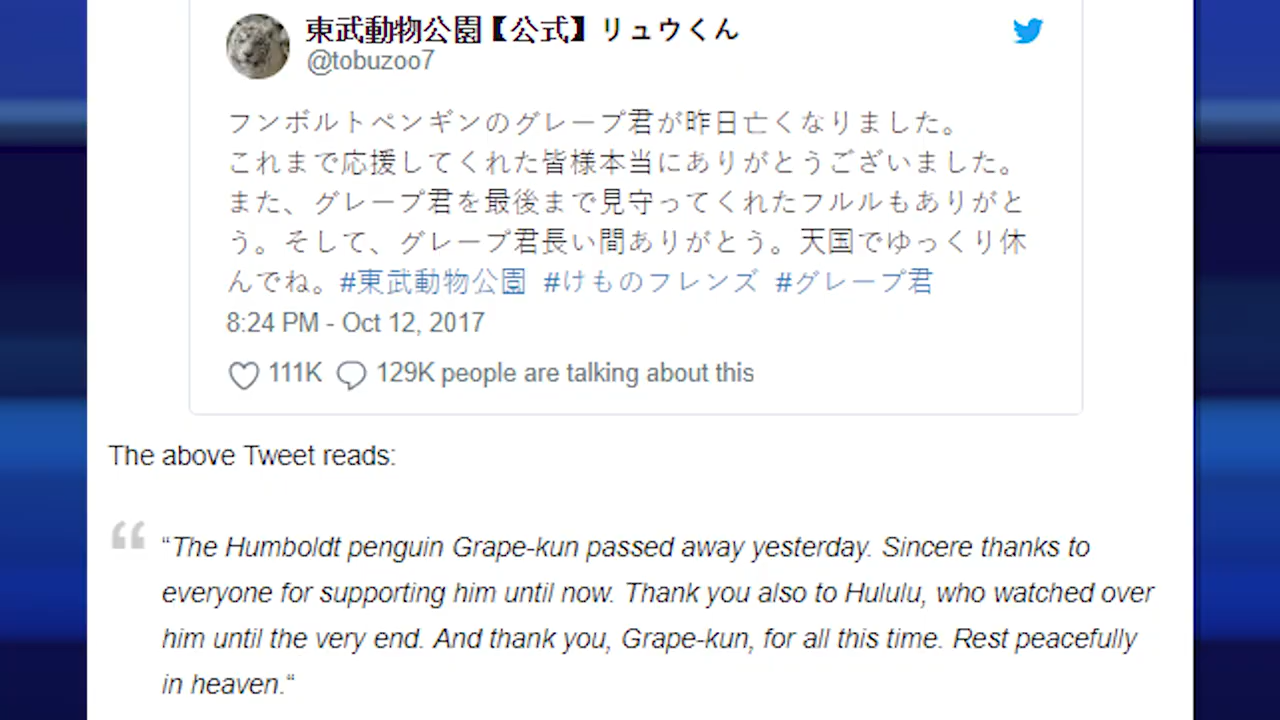 東武動物公園【公式】リュウくん
@tobuzoo7
フンボルトペンギンのグレープ君が昨日亡くなりました。
これまで応援してくれた皆様本当にありがとうございました。
また、グレープ君を最後まで見守ってくれたフルルもありがと
う。そして、グレープ君長い間ありがとう。天国でゆっくり休
んでね。#東武動物公園 #けものフレンズ #グレープ君
8:24 PM - Oct 12, 2017
111K 129K people are talking about this
The above Tweet reads:
“The Humboldt penguin Grape-kun passed away yesterday. Sincere thanks to
everyone for supporting him until now. Thank you also to Hululu, who watched over
him until the very end. And thank you, Grape-kun, for all this time. Rest peacefully
in heaven.“